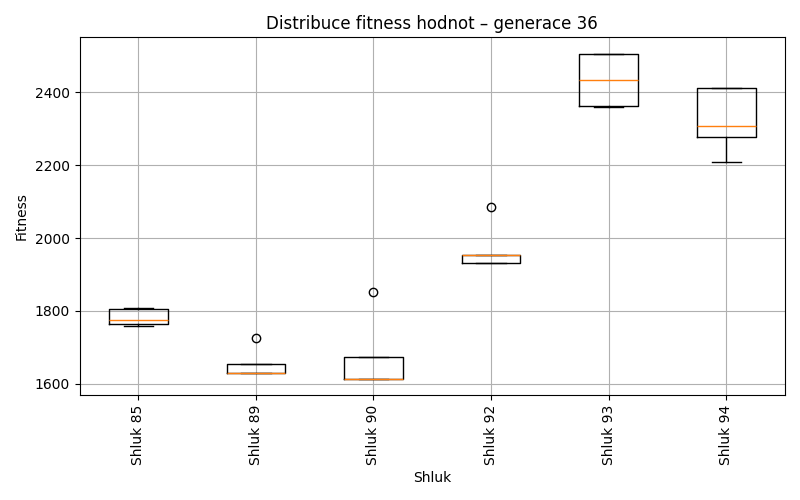 Distribuce fitness hodnot – generace 36
Fitness
2400
2200
2000
1800
1600
Shluk 85
Shluk 89
Shluk 90
Shluk 92
Shluk 93
Shluk 94
Shluk